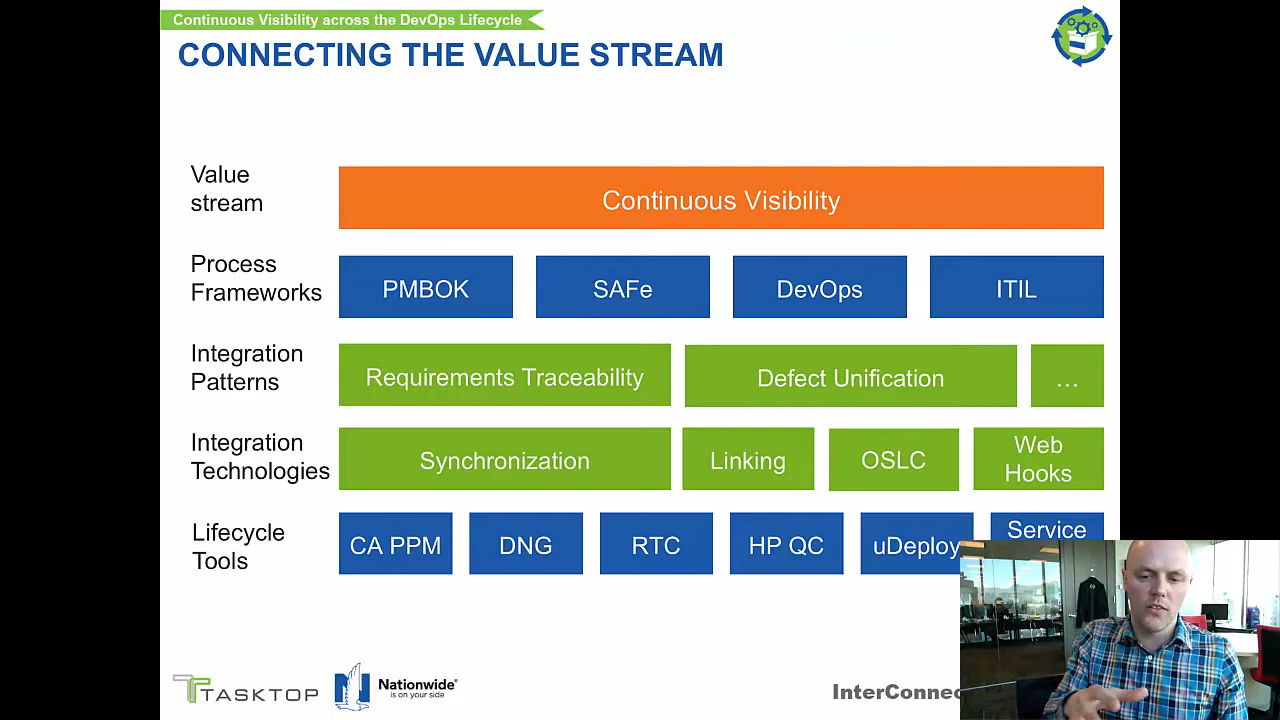 Continuous Visibility across the DevOps Lifecycle
CONNECTING THE VALUE STREAM
Value
stream
Continuous Visibility
Process
Frameworks
PMBOK
SAFe
DevOps
ITIL
Integration
Patterns
Requirements Traceability
Defect Unification
...
Integration
Technologies
Synchronization
Linking
OSLC
Web
Hooks
Lifecycle
Tools
CA PPM
DNG
RTC
HP QC
uDeploy
Service
TASKTOP
Nationwide®
is on your side
InterConnec